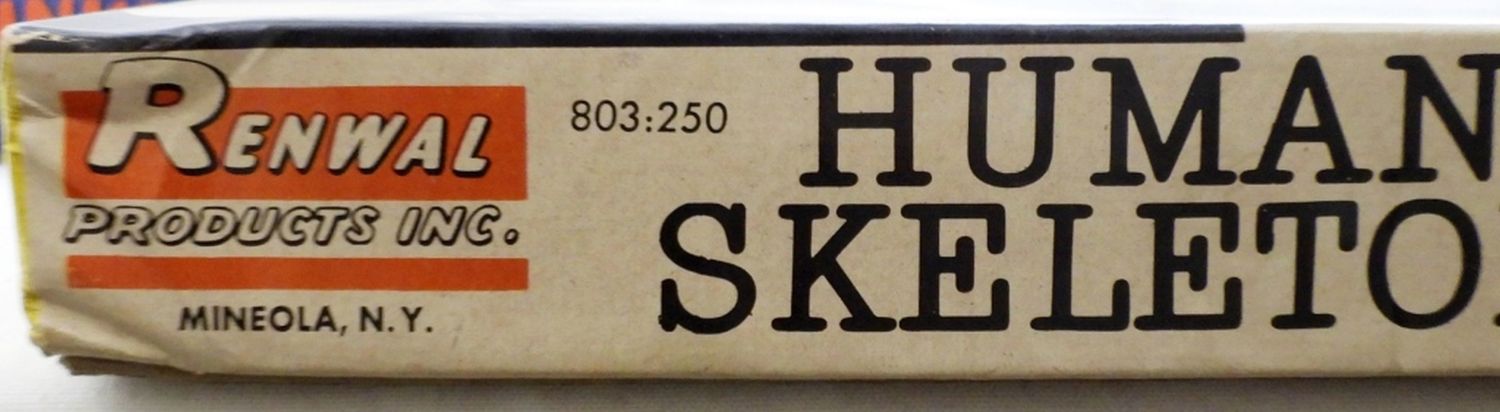 RENWAL
PRODUCTS INC.
MINEOLA, N.Y.
803:250
HUMAN
SKELETO